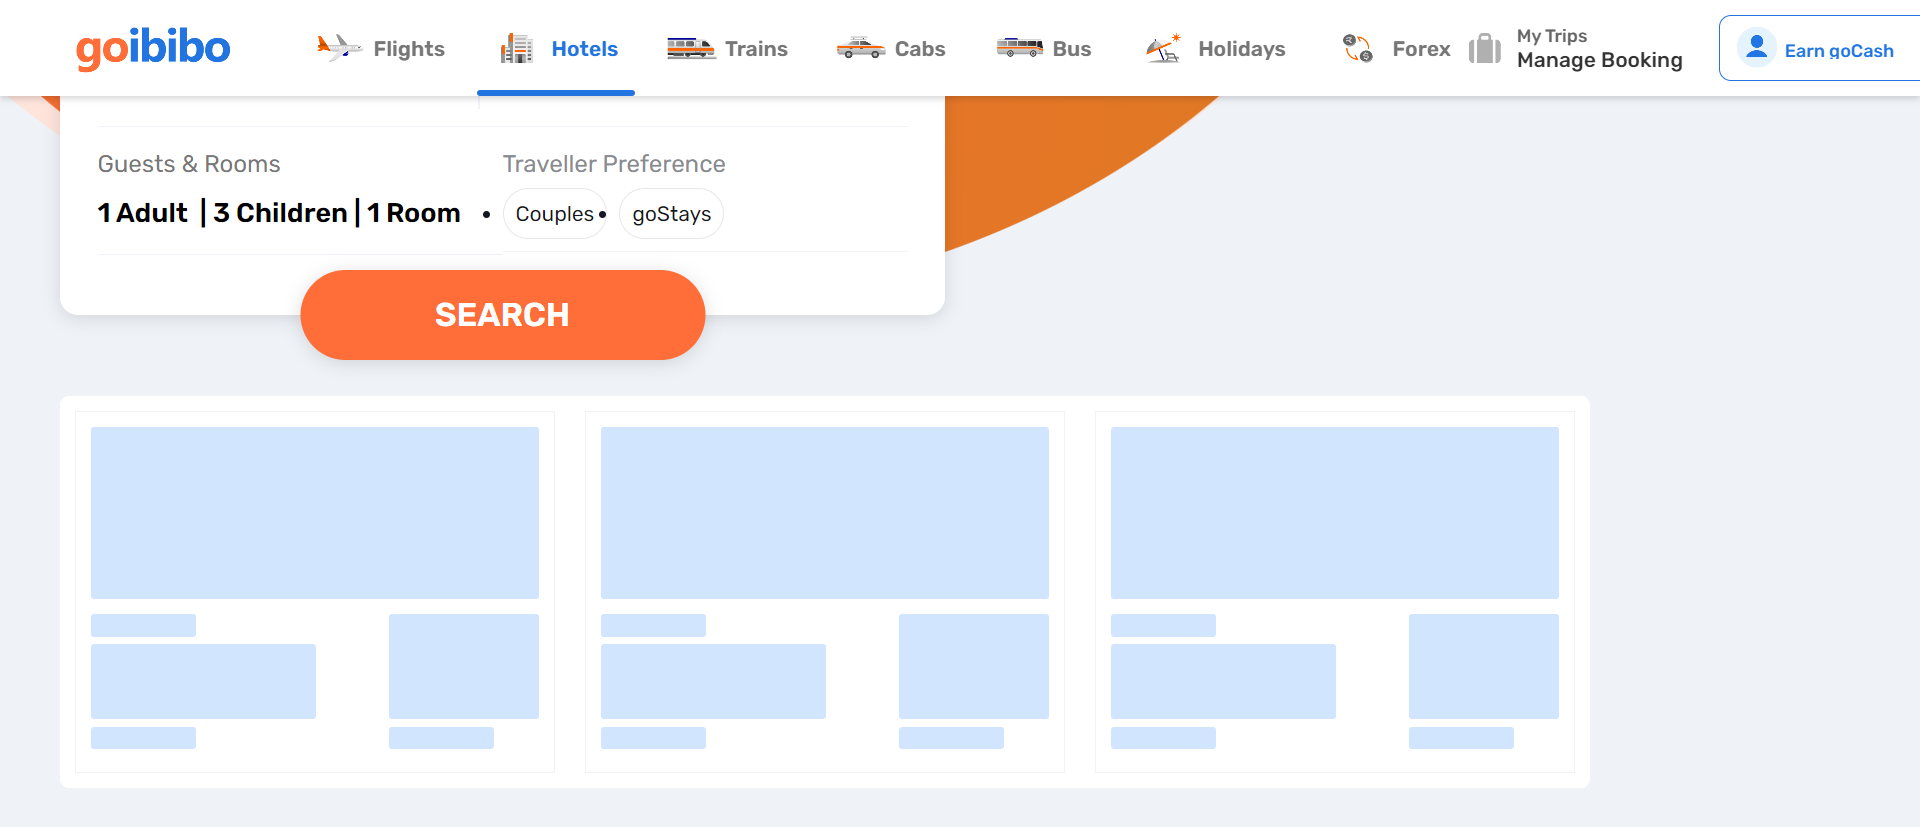 goibibo
Flights
Hotels
Trains
Cabs
Bus
Holidays
Forex
My Trips
Manage Booking
Earn goCash
Guests & Rooms
1 Adult | 3 Children | 1 Room
Traveller Preference
• Couples • goStays
SEARCH